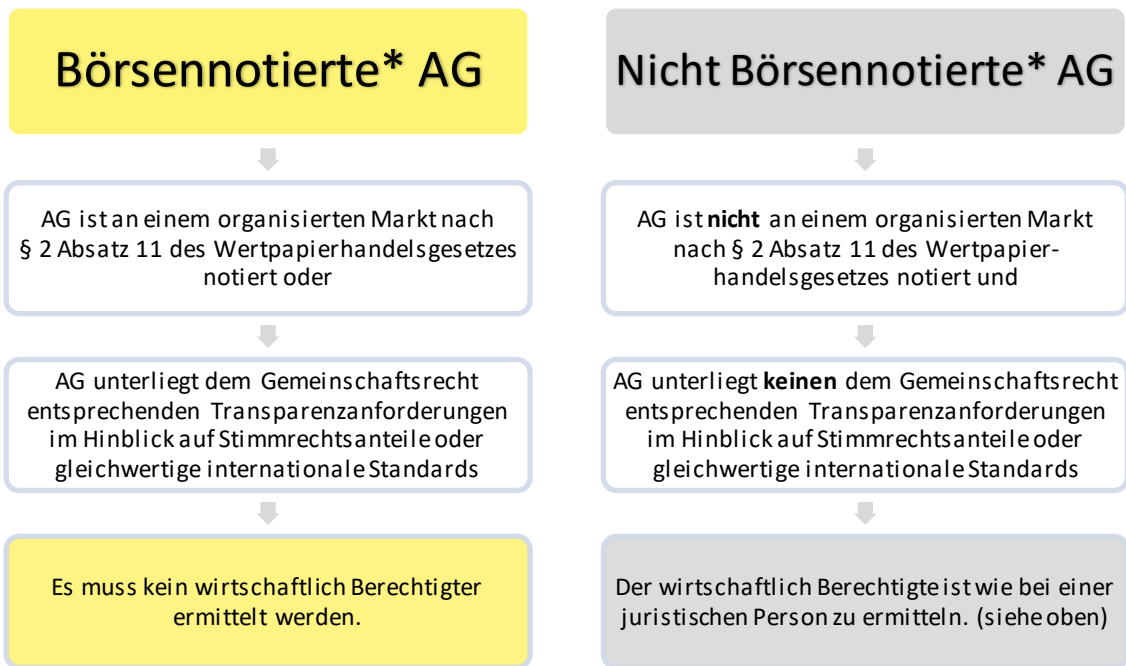 Börsennotierte* AG
AG ist an einem organisierten Markt nach
§ 2 Absatz 11 des Wertpapierhandelsgesetzes
notiert oder
AG unterliegt dem Gemeinschaftsrecht
entsprechenden Transparenzanforderungen
im Hinblick auf Stimmrechtsanteile oder
gleichwertige internationale Standards
Es muss kein wirtschaftlich Berechtigter
ermittelt werden.
Nicht Börsennotierte* AG
AG ist nicht an einem organisierten Markt
nach § 2 Absatz 11 des Wertpapier-
handelsgesetzes notiert und
AG unterliegt keinen dem Gemeinschaftsrecht
entsprechenden Transparenzanforderungen
im Hinblick auf Stimmrechtsanteile oder
gleichwertige internationale Standards
Der wirtschaftlich Berechtigte ist wie bei einer
juristischen Person zu ermitteln. (siehe oben)